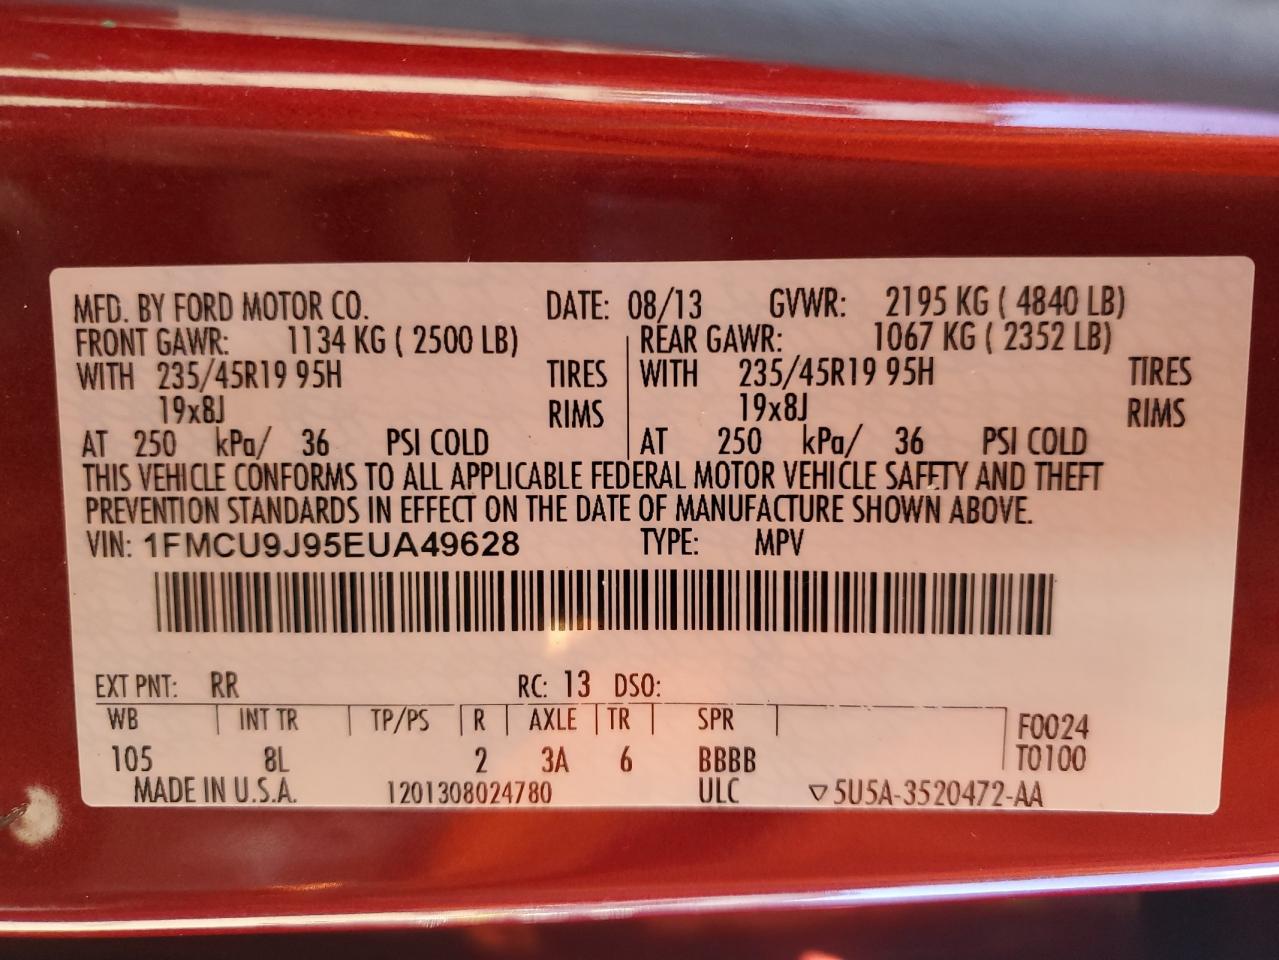 MFD. BY FORD MOTOR CO. DATE: 08/13 GVWR: 2195 KG ( 4840 LB)
FRONT GAWR: 1134 KG ( 2500 LB) REAR GAWR: 1067 KG ( 2352 LB)
WITH 235/45R19 95H TIRES WITH 235/45R19 95H TIRES
19x8J RIMS 19x8J RIMS
AT 250 kPa/ 36 PSI COLD AT 250 kPa/ 36 PSI COLD
THIS VEHICLE CONFORMS TO ALL APPLICABLE FEDERAL MOTOR VEHICLE SAFETY AND THEFT
PREVENTION STANDARDS IN EFFECT ON THE DATE OF MANUFACTURE SHOWN ABOVE.
VIN: 1FMCU9J95EUA49628 TYPE: MPV
EXT PNT: RR RC: 13 DSO:
WB INT TR TP/PS R AXLE TR SPR F0024
105 8L 2 3A 6 BBBB T0100
MADE IN U.S.A. 1201308024780 ULC ▽5U5A-3520472-AA